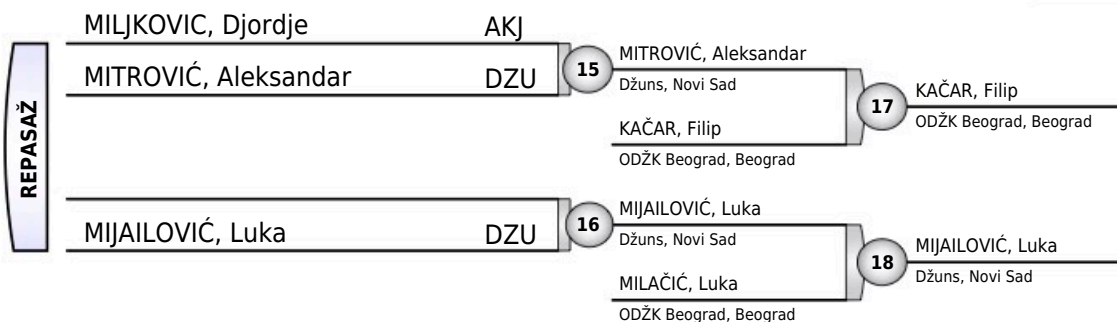 MILJKOVIC, Djordje AKJ
MITROVIĆ, Aleksandar DZU
15
MITROVIĆ, Aleksandar
Džuns, Novi Sad
KAČAR, Filip
ODŽK Beograd, Beograd
17
KAČAR, Filip
ODŽK Beograd, Beograd
REPASAŽ
MIJAILOVIĆ, Luka DZU
16
MIJAILOVIĆ, Luka
Džuns, Novi Sad
MILAČIĆ, Luka
ODŽK Beograd, Beograd
18
MIJAILOVIĆ, Luka
Džuns, Novi Sad